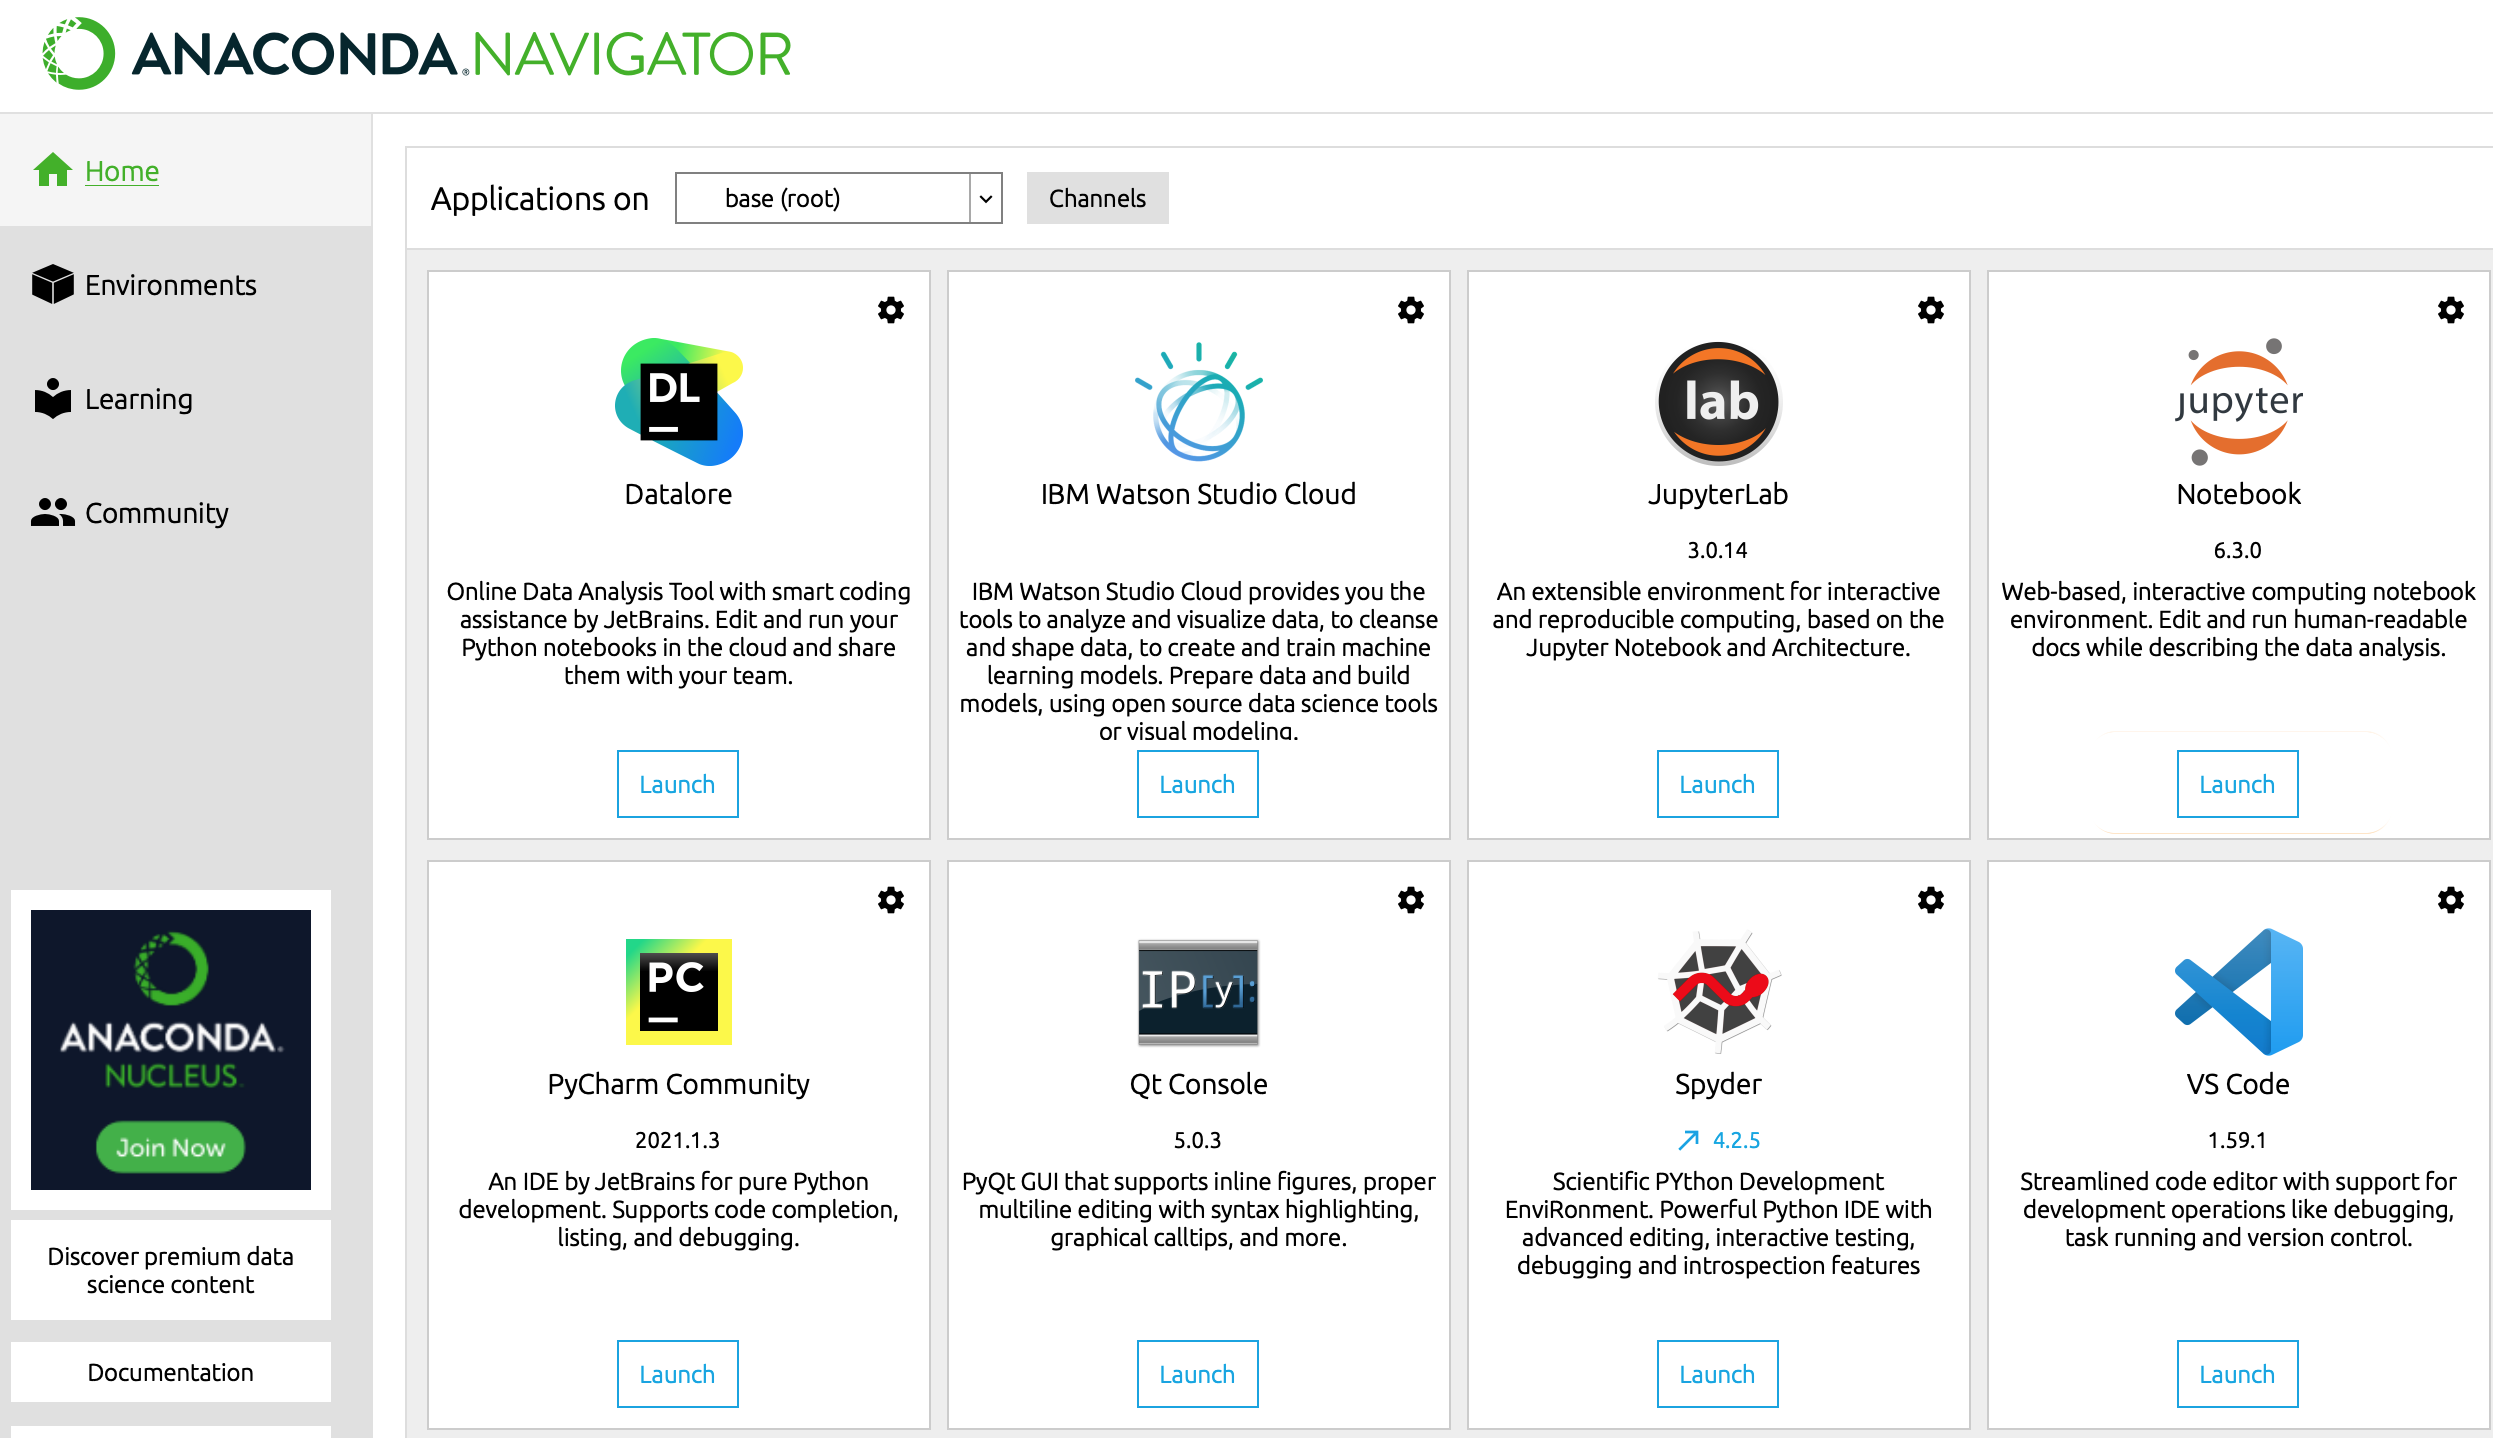 ANACONDA.NAVIGATOR
Home
Environments
Learning
Community
ANACONDA.
NUCLEUS
Join Now
Discover premium data
science content
Documentation
Applications on
base (root)
Channels
DL
Datalore
Online Data Analysis Tool with smart coding
assistance by JetBrains. Edit and run your
Python notebooks in the cloud and share
them with your team.
Launch
IBM Watson Studio Cloud
IBM Watson Studio Cloud provides you the
tools to analyze and visualize data, to cleanse
and shape data, to create and train machine
learning models. Prepare data and build
models, using open source data science tools
or visual modeling.
Launch
lab
JupyterLab
3.0.14
An extensible environment for interactive
and reproducible computing, based on the
Jupyter Notebook and Architecture.
Launch
jupyter
Notebook
6.3.0
Web-based, interactive computing notebook
environment. Edit and run human-readable
docs while describing the data analysis.
Launch
PC
PyCharm Community
2021.1.3
An IDE by JetBrains for pure Python
development. Supports code completion,
listing, and debugging.
Launch
IP[y]:
Qt Console
5.0.3
PyQt GUI that supports inline figures, proper
multiline editing with syntax highlighting,
graphical calltips, and more.
Launch
Spyder
4.2.5
Scientific PYthon Development
EnviRonment. Powerful Python IDE with
advanced editing, interactive testing,
debugging and introspection features
Launch
VS Code
1.59.1
Streamlined code editor with support for
development operations like debugging,
task running and version control.
Launch